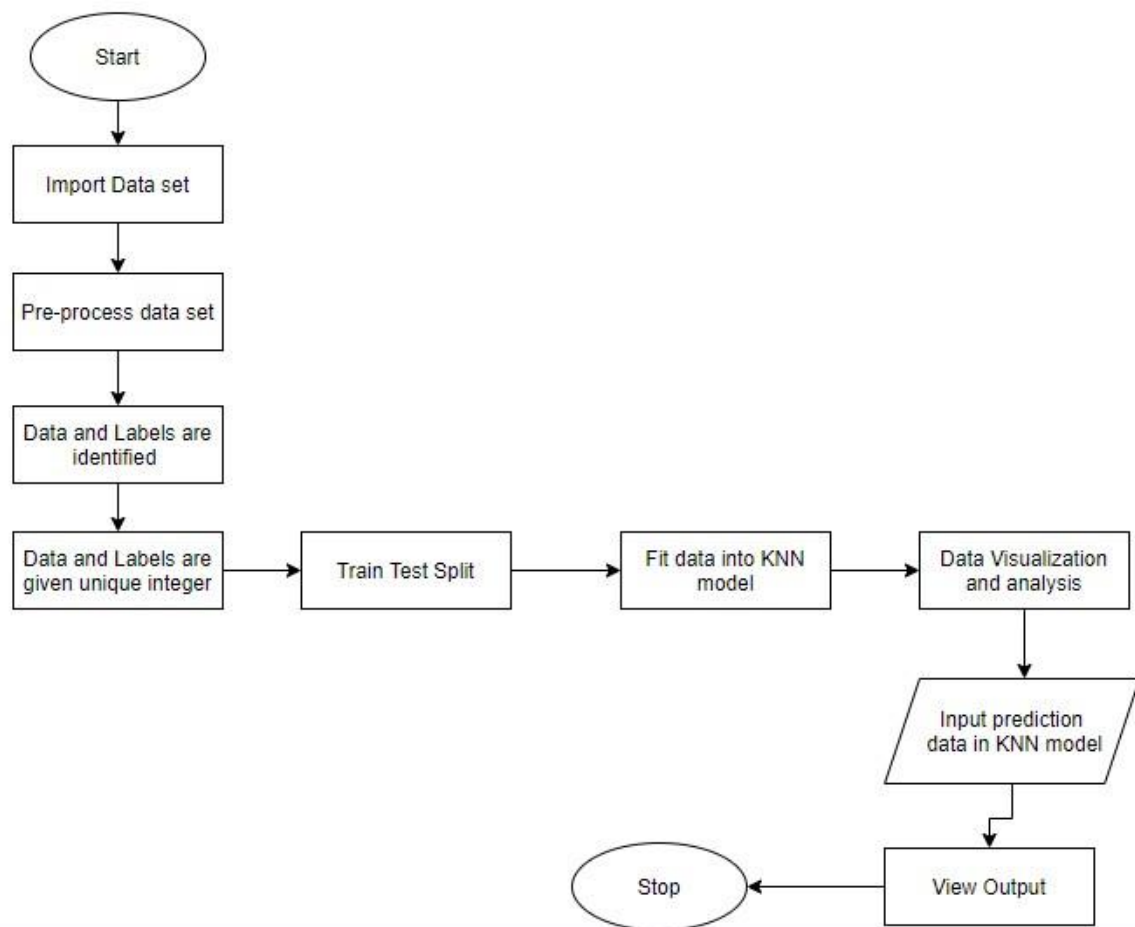 Start
Import Data set
Pre-process data set
Data and Labels are
identified
Data and Labels are
given unique integer
Train Test Split
Fit data into KNN
model
Data Visualization
and analysis
Input prediction
data in KNN model
View Output
Stop